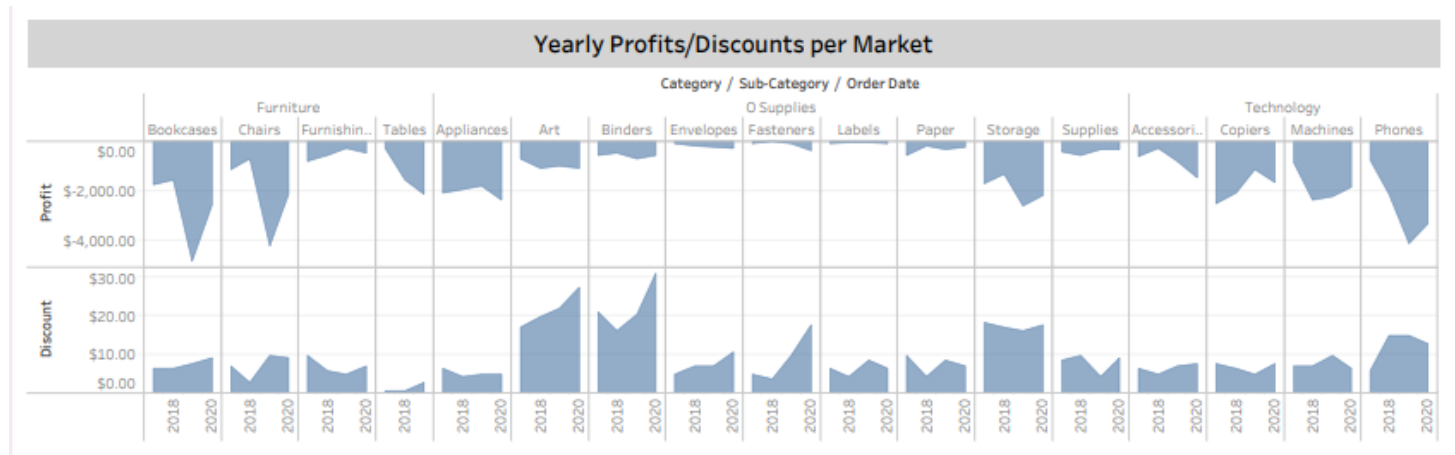 Yearly Profits/Discounts per Market
Category / Sub-Category / Order Date
Furniture O Supplies Technology
Bookcases Chairs Furnishin.. Tables Appliances Art Binders Envelopes Fasteners Labels Paper Storage Supplies Accessori.. Copiers Machines Phones
Profit
$0.00
$-2,000.00
$-4,000.00
Discount
$30.00
$20.00
$10.00
$0.00
2018 2020 2018 2020 2018 2020 2018 2018 2020 2018 2020 2018 2020 2018 2020 2018 2020 2018 2020 2018 2020 2018 2020 2018 2020 2018 2020 2018 2020 2018 2020 2018 2020